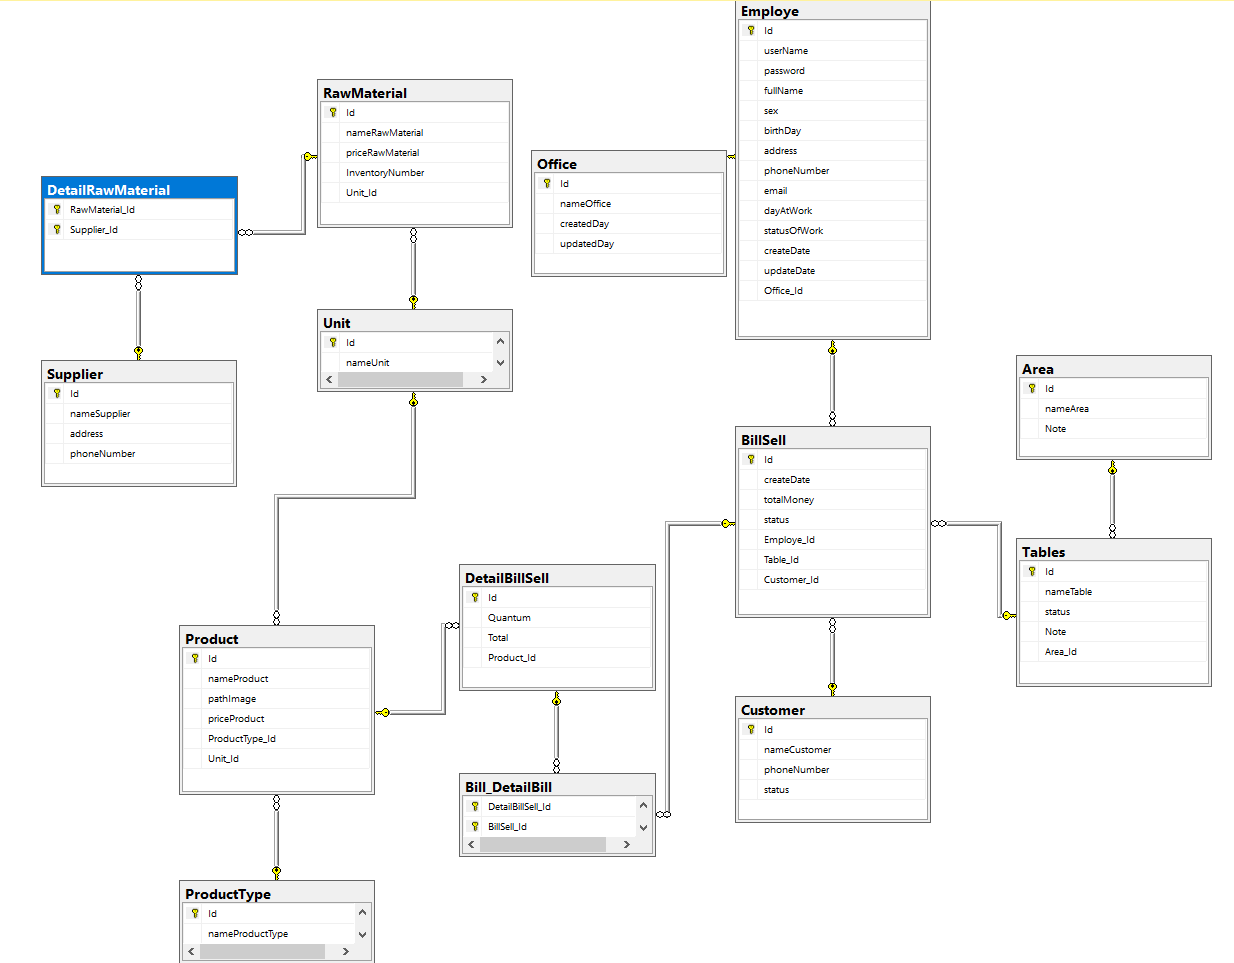 Employe
Id
userName
password
fullName
sex
birthDay
address
phoneNumber
email
dayAtWork
statusOfWork
createDate
updateDate
Office_Id
RawMaterial
Id
nameRawMaterial
priceRawMaterial
InventoryNumber
Unit_Id
Office
Id
nameOffice
createdDay
updatedDay
DetailRawMaterial
RawMaterial_Id
Supplier_Id
Unit
Id
nameUnit
Supplier
Id
nameSupplier
address
phoneNumber
Area
Id
nameArea
Note
BillSell
Id
createDate
totalMoney
status
Employe_Id
Table_Id
Customer_Id
Tables
Id
nameTable
status
Note
Area_Id
DetailBillSell
Id
Quantum
Total
Product_Id
Product
Id
nameProduct
pathImage
priceProduct
ProductType_Id
Unit_Id
Customer
Id
nameCustomer
phoneNumber
status
Bill_DetailBill
DetailBillSell_Id
BillSell_Id
ProductType
Id
nameProductType